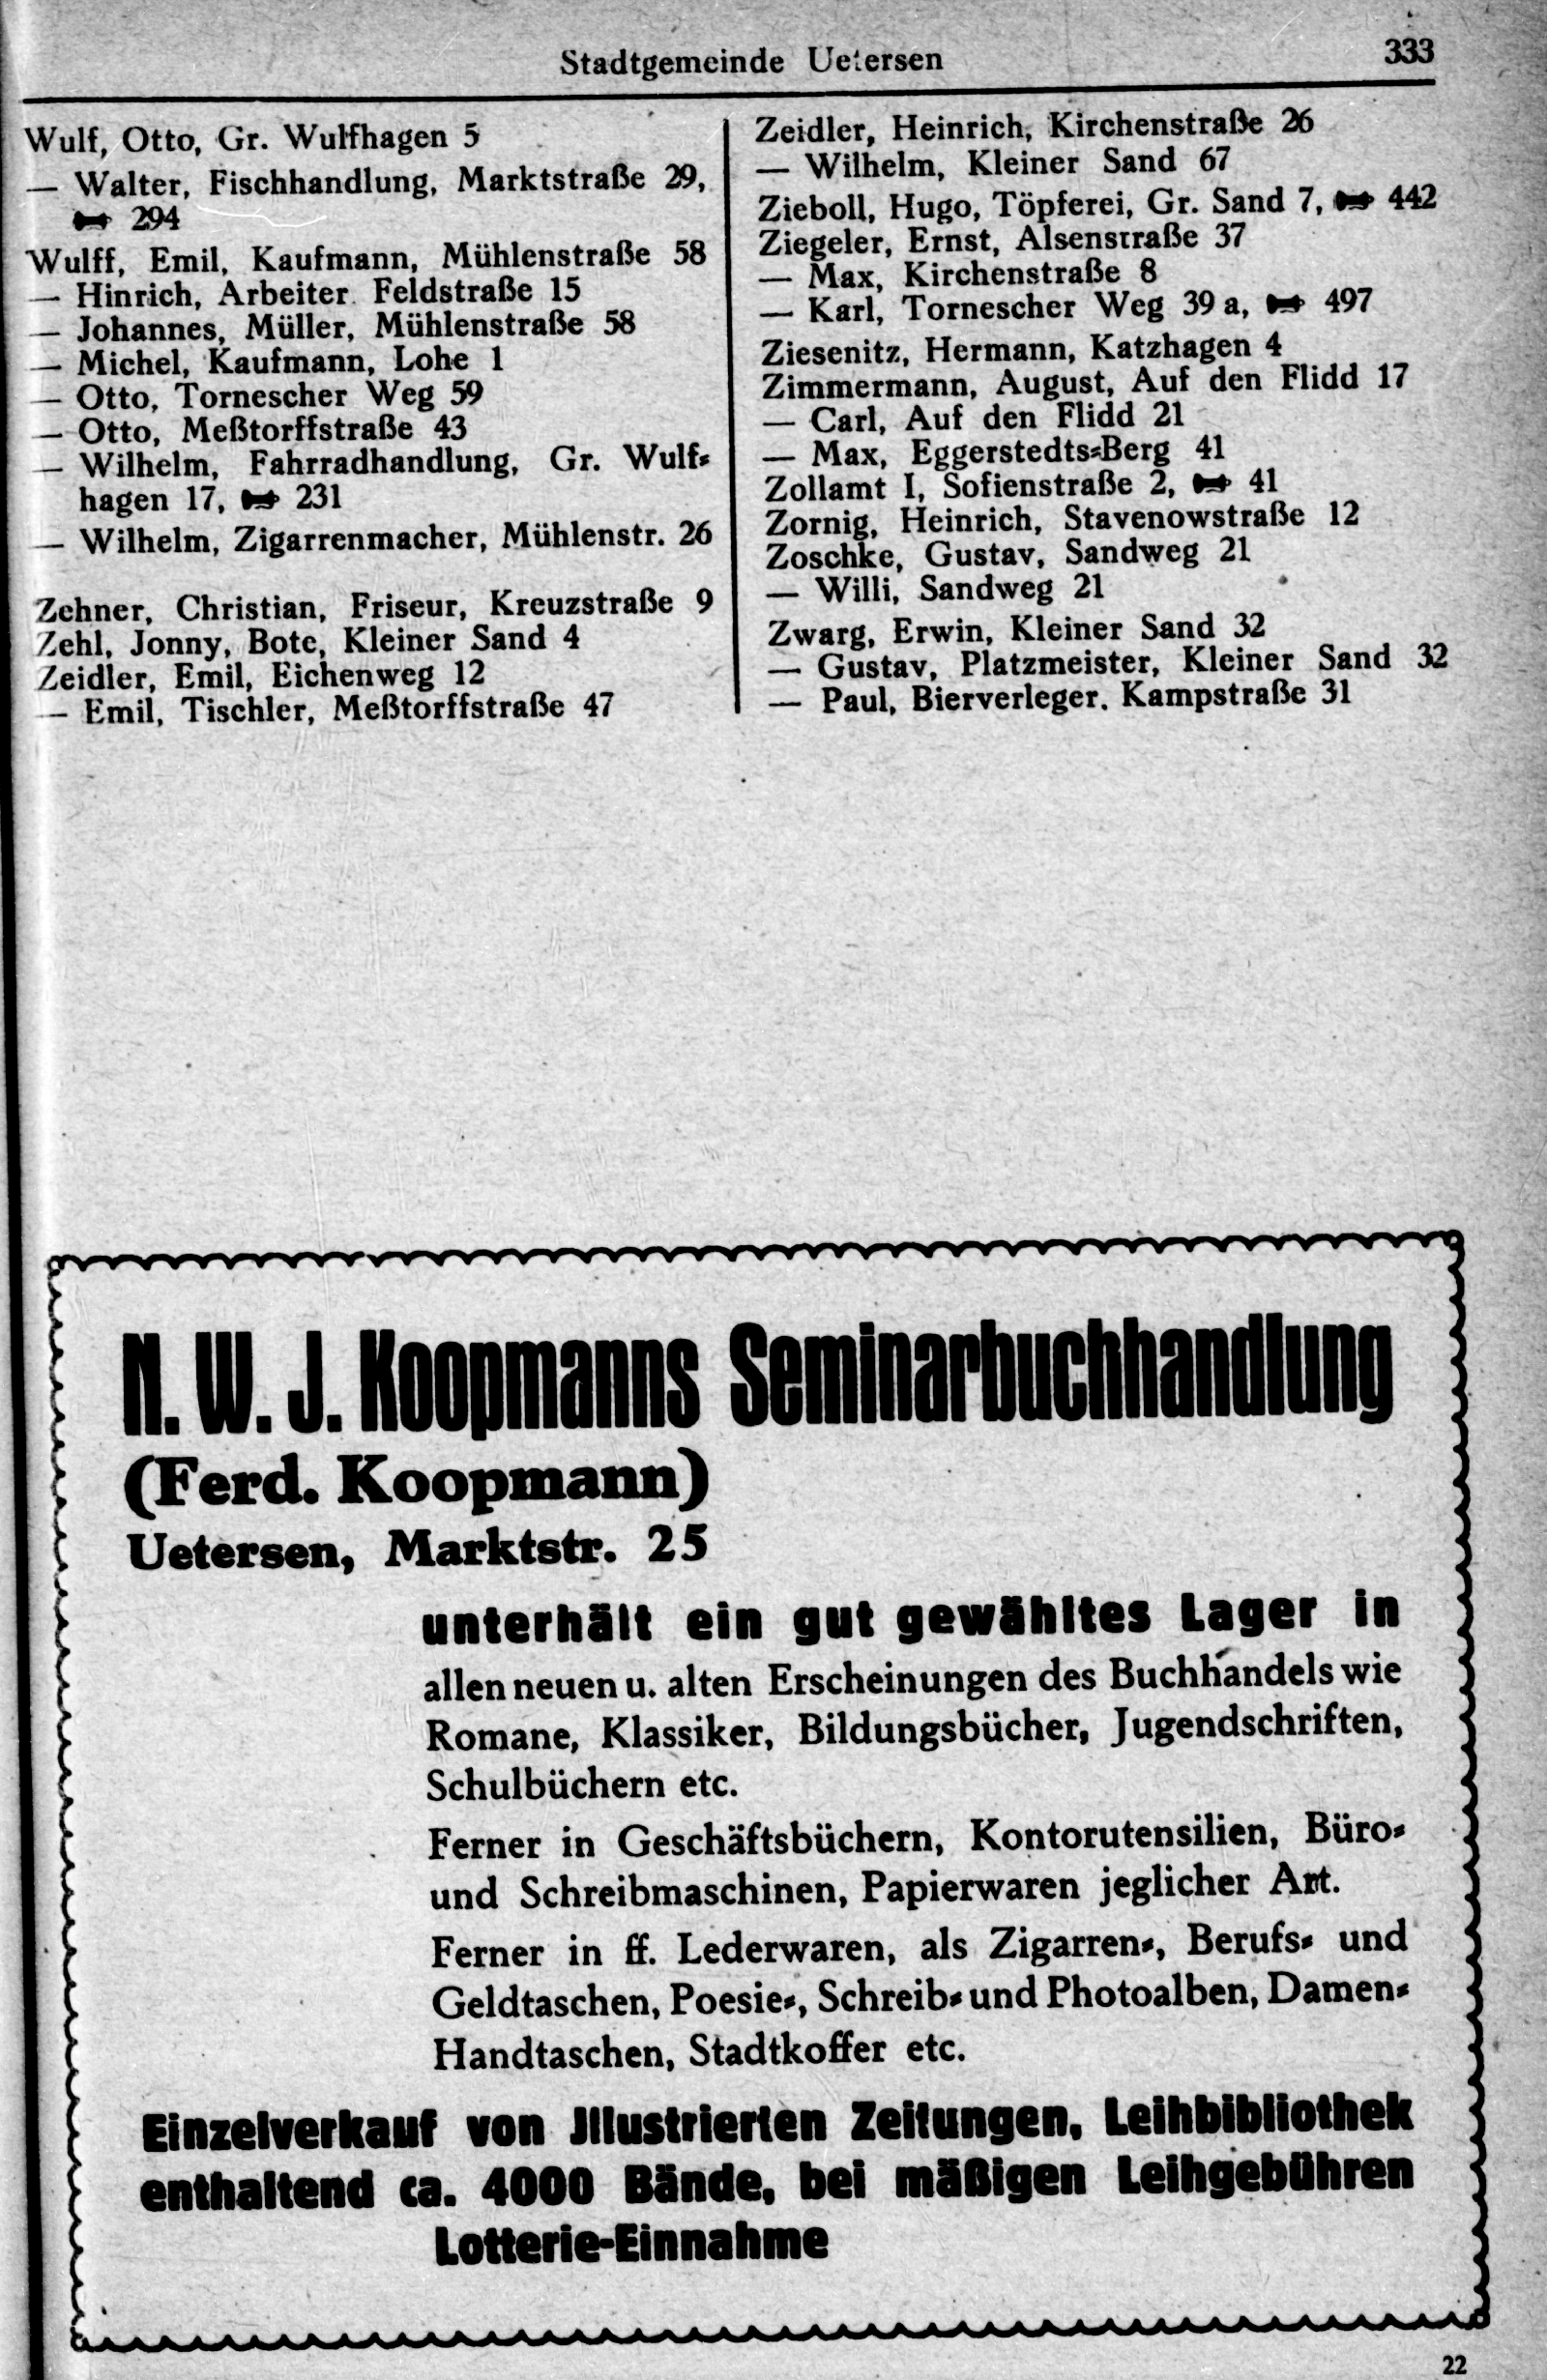 Stadtgemeinde Uetersen
333
Wulf, Otto, Gr. Wulfhagen 5
— Walter, Fischhandlung, Marktstraße 29,
294
Wulff, Emil, Kaufmann, Mühlenstraße 58
— Hinrich, Arbeiter Feldstraße 15
— Johannes, Müller, Mühlenstraße 58
— Michel, Kaufmann, Lohe 1
— Otto, Tornescher Weg 59
— Otto, Meßtorffstraße 43
— Wilhelm, Fahrradhandlung, Gr. Wulf-
hagen 17, 231
— Wilhelm, Zigarrenmacher, Mühlenstr. 26
Zehner, Christian, Friseur, Kreuzstraße 9
Zehl, Jonny, Bote, Kleiner Sand 4
Zeidler, Emil, Eichenweg 12
— Emil, Tischler, Meßtorffstraße 47
Zeidler, Heinrich, Kirchenstraße 26
— Wilhelm, Kleiner Sand 67
Zieboll, Hugo, Töpferei, Gr. Sand 7, 442
Ziegeler, Ernst, Alsenstraße 37
— Max, Kirchenstraße 8
— Karl, Tornescher Weg 39 a, 497
Ziesenitz, Hermann, Katzhagen 4
Zimmermann, August, Auf den Flidd 17
— Carl, Auf den Flidd 21
— Max, Eggerstedts-Berg 41
Zollamt I, Sofienstraße 2, 41
Zornig, Heinrich, Stavenowstraße 12
Zoschke, Gustav, Sandweg 21
— Willi, Sandweg 21
Zwarg, Erwin, Kleiner Sand 32
— Gustav, Platzmeister, Kleiner Sand 32
— Paul, Bierverleger, Kampstraße 31
N. W. J. Koopmanns Seminarbuchhandlung
(Ferd. Koopmann)
Uetersen, Marktstr. 25
unterhält ein gut gewähltes Lager in
allen neuen u. alten Erscheinungen des Buchhandels wie
Romane, Klassiker, Bildungsbücher, Jugendschriften,
Schulbüchern etc.
Ferner in Geschäftsbüchern, Kontorutensilien, Büro-
und Schreibmaschinen, Papierwaren jeglicher Art.
Ferner in ff. Lederwaren, als Zigarren-, Berufs- und
Geldtaschen, Poesie-, Schreib- und Photoalben, Damen-
Handtaschen, Stadtkoffer etc.
Einzelverkauf von Jllustrierten Zeitungen, Leihbibliothek
enthaltend ca. 4000 Bände, bei mäßigen Leihgebühren
Lotterie-Einnahme
22